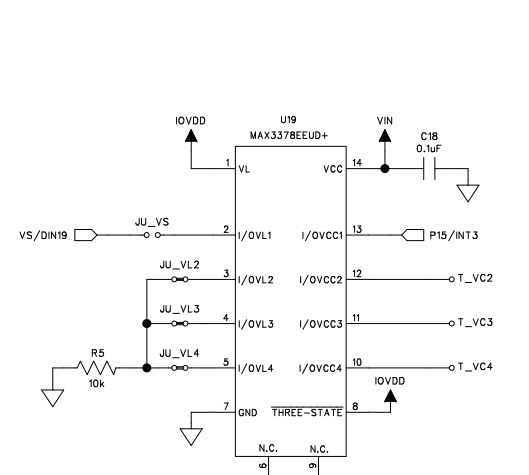 U19
IOVDD
MAX3378EEUD+
VIN
C18
0.1uF
1 VL
VCC 14
JU_VS
VS/DIN19
2 I/OVL1
I/OVCC1 13
P15/INT3
JU_VL2
3 I/OVL2
I/OVCC2 12
T_VC2
JU_VL3
4 I/OVL3
I/OVCC3 11
T_VC3
R5
10k
JU_VL4
5 I/OVL4
I/OVCC4 10
T_VC4
IOVDD
7 GND
THREE-STATE 8
N.C. N.C.
6 9